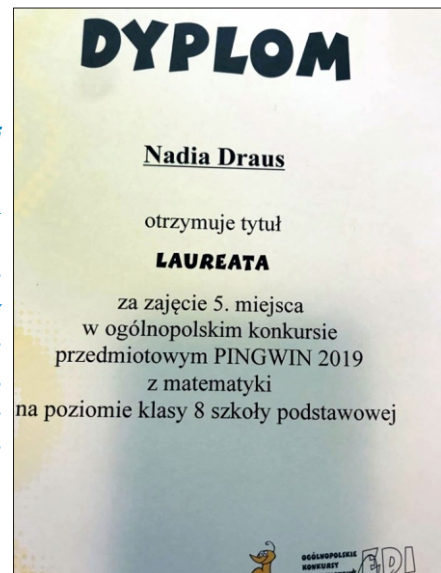 DYPLOM
Nadia Draus
otrzymuje tytuł
LAUREATA
za zajęcie 5. miejsca
w ogólnopolskim konkursie
przedmiotowym PINGWIN 2019
z matematyki
na poziomie klasy 8 szkoły podstawowej
OGÓLNOPOLSKIE
KONKURSY
EDI